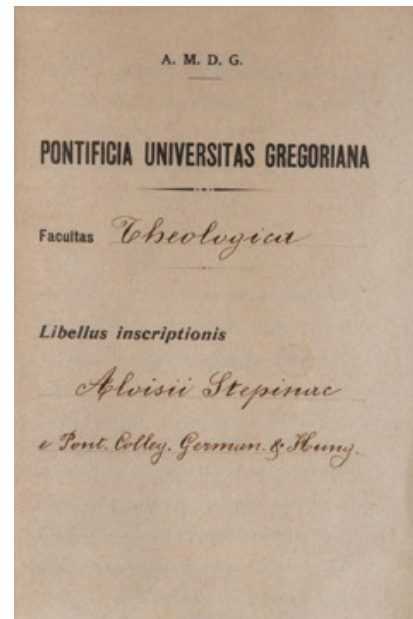 A. M. D. G.
PONTIFICIA UNIVERSITAS GREGORIANA
Facultas Theologica
Libellus inscriptionis
Aloisii Stepinac
e Pont. Colleg. German. & Hung.